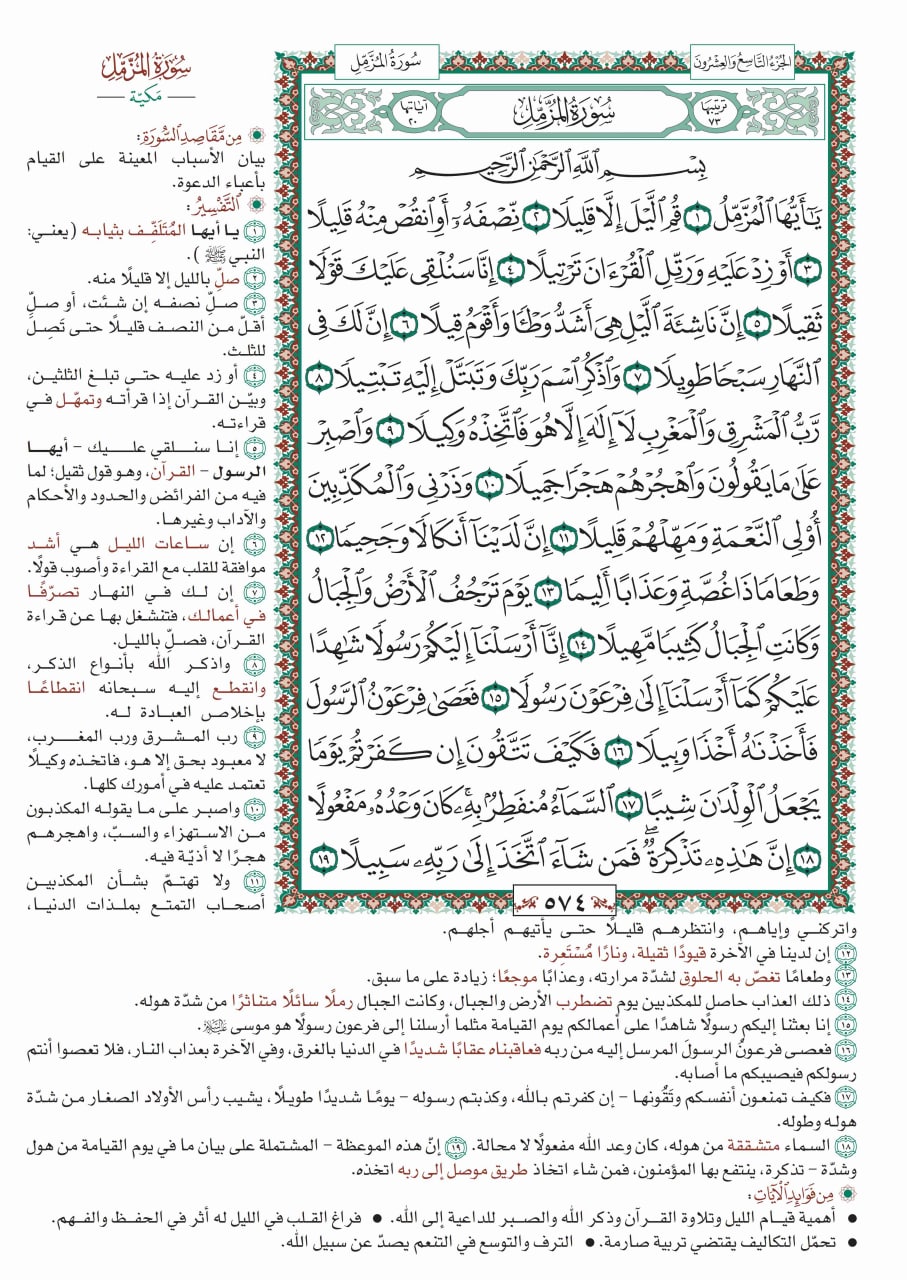 الجُزْءُ التَّاسِعُ وَالعِشْرُونَ
سُورَةُ المُزَّمِّلِ
تَرتيبُهَا ٧٣
سُورَةُ المُزَّمِّلِ
آيَاتُهَا ٢٠
بِسْمِ ٱللَّهِ ٱلرَّحْمَٰنِ ٱلرَّحِيمِ
يَٰٓأَيُّهَا ٱلْمُزَّمِّلُ ١ قُمِ ٱلَّيْلَ إِلَّا قَلِيلًا ٢ نِّصْفَهُۥٓ أَوِ ٱنقُصْ مِنْهُ قَلِيلًا
٣ أَوْ زِدْ عَلَيْهِ وَرَتِّلِ ٱلْقُرْءَانَ تَرْتِيلًا ٤ إِنَّا سَنُلْقِى عَلَيْكَ قَوْلًا
ثَقِيلًا ٥ إِنَّ نَاشِئَةَ ٱلَّيْلِ هِىَ أَشَدُّ وَطْـًٔا وَأَقْوَمُ قِيلًا ٦ إِنَّ لَكَ فِى
ٱلنَّهَارِ سَبْحًا طَوِيلًا ٧ وَٱذْكُرِ ٱسْمَ رَبِّكَ وَتَبَتَّلْ إِلَيْهِ تَبْتِيلًا ٨
رَّبُّ ٱلْمَشْرِقِ وَٱلْمَغْرِبِ لَآ إِلَٰهَ إِلَّا هُوَ فَٱتَّخِذْهُ وَكِيلًا ٩ وَٱصْبِرْ
عَلَىٰ مَا يَقُولُونَ وَٱهْجُرْهُمْ هَجْرًا جَمِيلًا ١٠ وَذَرْنِى وَٱلْمُكَذِّبِينَ
أُو۟لِى ٱلنَّعْمَةِ وَمَهِّلْهُمْ قَلِيلًا ١١ إِنَّ لَدَيْنَآ أَنكَالًا وَجَحِيمًا ١٢
وَطَعَامًا ذَا غُصَّةٍ وَعَذَابًا أَلِيمًا ١٣ يَوْمَ تَرْجُفُ ٱلْأَرْضُ وَٱلْجِبَالُ
وَكَانَتِ ٱلْجِبَالُ كَثِيبًا مَّهِيلًا ١٤ إِنَّآ أَرْسَلْنَآ إِلَيْكُمْ رَسُولًا شَٰهِدًا
عَلَيْكُمْ كَمَآ أَرْسَلْنَآ إِلَىٰ فِرْعَوْنَ رَسُولًا ١٥ فَعَصَىٰ فِرْعَوْنُ ٱلرَّسُولَ
فَأَخَذْنَٰهُ أَخْذًا وَبِيلًا ١٦ فَكَيْفَ تَتَّقُونَ إِن كَفَرْتُمْ يَوْمًا
يَجْعَلُ ٱلْوِلْدَٰنَ شِيبًا ١٧ ٱلسَّمَآءُ مُنفَطِرٌۢ بِهِۦ ۚ كَانَ وَعْدُهُۥ مَفْعُولًا
١٨ إِنَّ هَٰذِهِۦ تَذْكِرَةٌ ۖ فَمَن شَآءَ ٱتَّخَذَ إِلَىٰ رَبِّهِۦ سَبِيلًا ١٩
٥٧٤
سُورَةُ المُزَّمِّلِ
مَكيّة
مِن مَّقَاصِدِ السُّورَةِ:
بيان الأسباب المعينة على القيام
بأعباء الدعوة.
التَّفْسِيرُ:
١ يا أيها المُتَلَفِّف بثيابه (يعني:
النبي ﷺ).
٢ صلِّ بالليل إلا قليلًا منه.
٣ صلِّ نصفه إن شئت، أو صلِّ
أقلّ من النصف قليلًا حتى تَصِل
للثلث.
٤ أو زد عليه حتى تبلغ الثلثين،
وبيّن القرآن إذا قرأته وتمهّل في
قراءته.
٥ إنا سنلقي عليك – أيها
الرسول – القرآن، وهو قول ثقيل؛ لما
فيه من الفرائض والحدود والأحكام
والآداب وغيرها.
٦ إن ساعات الليل هي أشد
موافقة للقلب مع القراءة وأصوب قولًا.
٧ إن لك في النهار تصرّفًا
في أعمالك، فتنشغل بها عن قراءة
القرآن، فصلّ بالليل.
٨ واذكر الله بأنواع الذكر،
وانقطع إليه سبحانه انقطاعًا
بإخلاص العبادة له.
٩ رب المشرق ورب المغرب،
لا معبود بحق إلا هو، فاتخذه وكيلًا
تعتمد عليه في أمورك كلها.
١٠ واصبر على ما يقوله المكذبون
من الاستهزاء والسبّ، واهجرهم
هجرًا لا أذيّة فيه.
١١ ولا تهتمّ بشأن المكذبين
أصحاب التمتع بملذات الدنيا،
واتركني وإياهم، وانتظرهم قليلًا حتى يأتيهم أجلهم.
١٢ إن لدينا في الآخرة قيودًا ثقيلة، ونارًا مُسْتَعِرة.
١٣ وطعامًا تغصّ به الحلوق لشدّة مرارته، وعذابًا موجعًا؛ زيادة على ما سبق.
١٤ ذلك العذاب حاصل للمكذبين يوم تضطرب الأرض والجبال، وكانت الجبال رملًا سائلًا متناثرًا من شدّة هوله.
١٥ إنا بعثنا إليكم رسولًا شاهدًا على أعمالكم يوم القيامة مثلما أرسلنا إلى فرعون رسولًا هو موسى عليه السلام.
١٦ فعصى فرعونُ الرسولَ المرسل إليه من ربه فعاقبناه عقابًا شديدًا في الدنيا بالغرق، وفي الآخرة بعذاب النار، فلا تعصوا أنتم
رسولكم فيصيبكم ما أصابه.
١٧ فكيف تمنعون أنفسكم وتَقُونها – إن كفرتم بالله، وكذبتم رسوله – يومًا شديدًا طويلًا، يشيب رأس الأولاد الصغار من شدّة
هوله وطوله.
١٨ السماء متشققة من هوله، كان وعد الله مفعولًا لا محالة. ١٩ إنّ هذه الموعظة – المشتملة على بيان ما في يوم القيامة من هول
وشدّة – تذكرة، ينتفع بها المؤمنون، فمن شاء اتخاذ طريق موصل إلى ربه اتخذه.
مِن فَوَائِدِ الآيَاتِ:
• أهمية قيام الليل وتلاوة القرآن وذكر الله والصبر للداعية إلى الله. • فراغ القلب في الليل له أثر في الحفظ والفهم.
• تحمّل التكاليف يقتضي تربية صارمة. • الترف والتوسع في التنعم يصدّ عن سبيل الله.